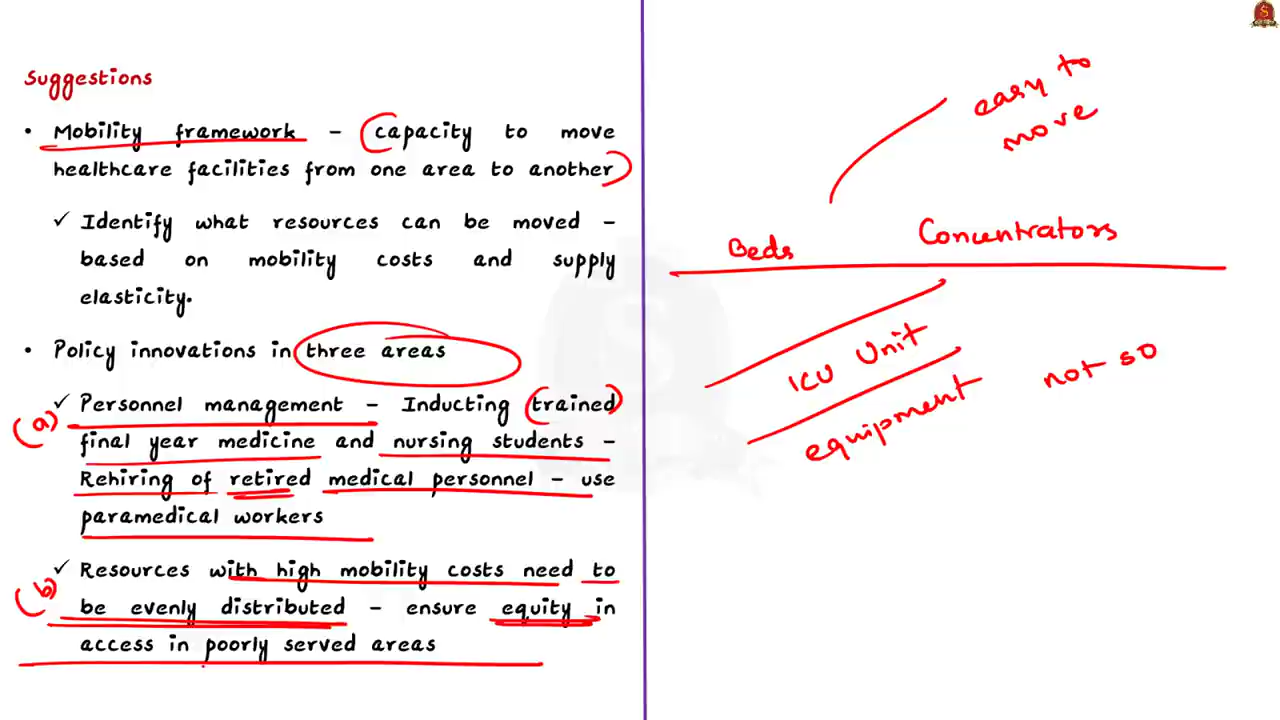 Suggestions
• Mobility framework – capacity to move
healthcare facilities from one area to another
✓ Identify what resources can be moved –
based on mobility costs and supply
elasticity.
• Policy innovations in three areas
(a) ✓ Personnel management – Inducting trained
final year medicine and nursing students –
Rehiring of retired medical personnel – use
paramedical workers
(b) ✓ Resources with high mobility costs need to
be evenly distributed – ensure equity in
access in poorly served areas
easy to
move
Beds Concentrators
ICU Unit
equipment not so